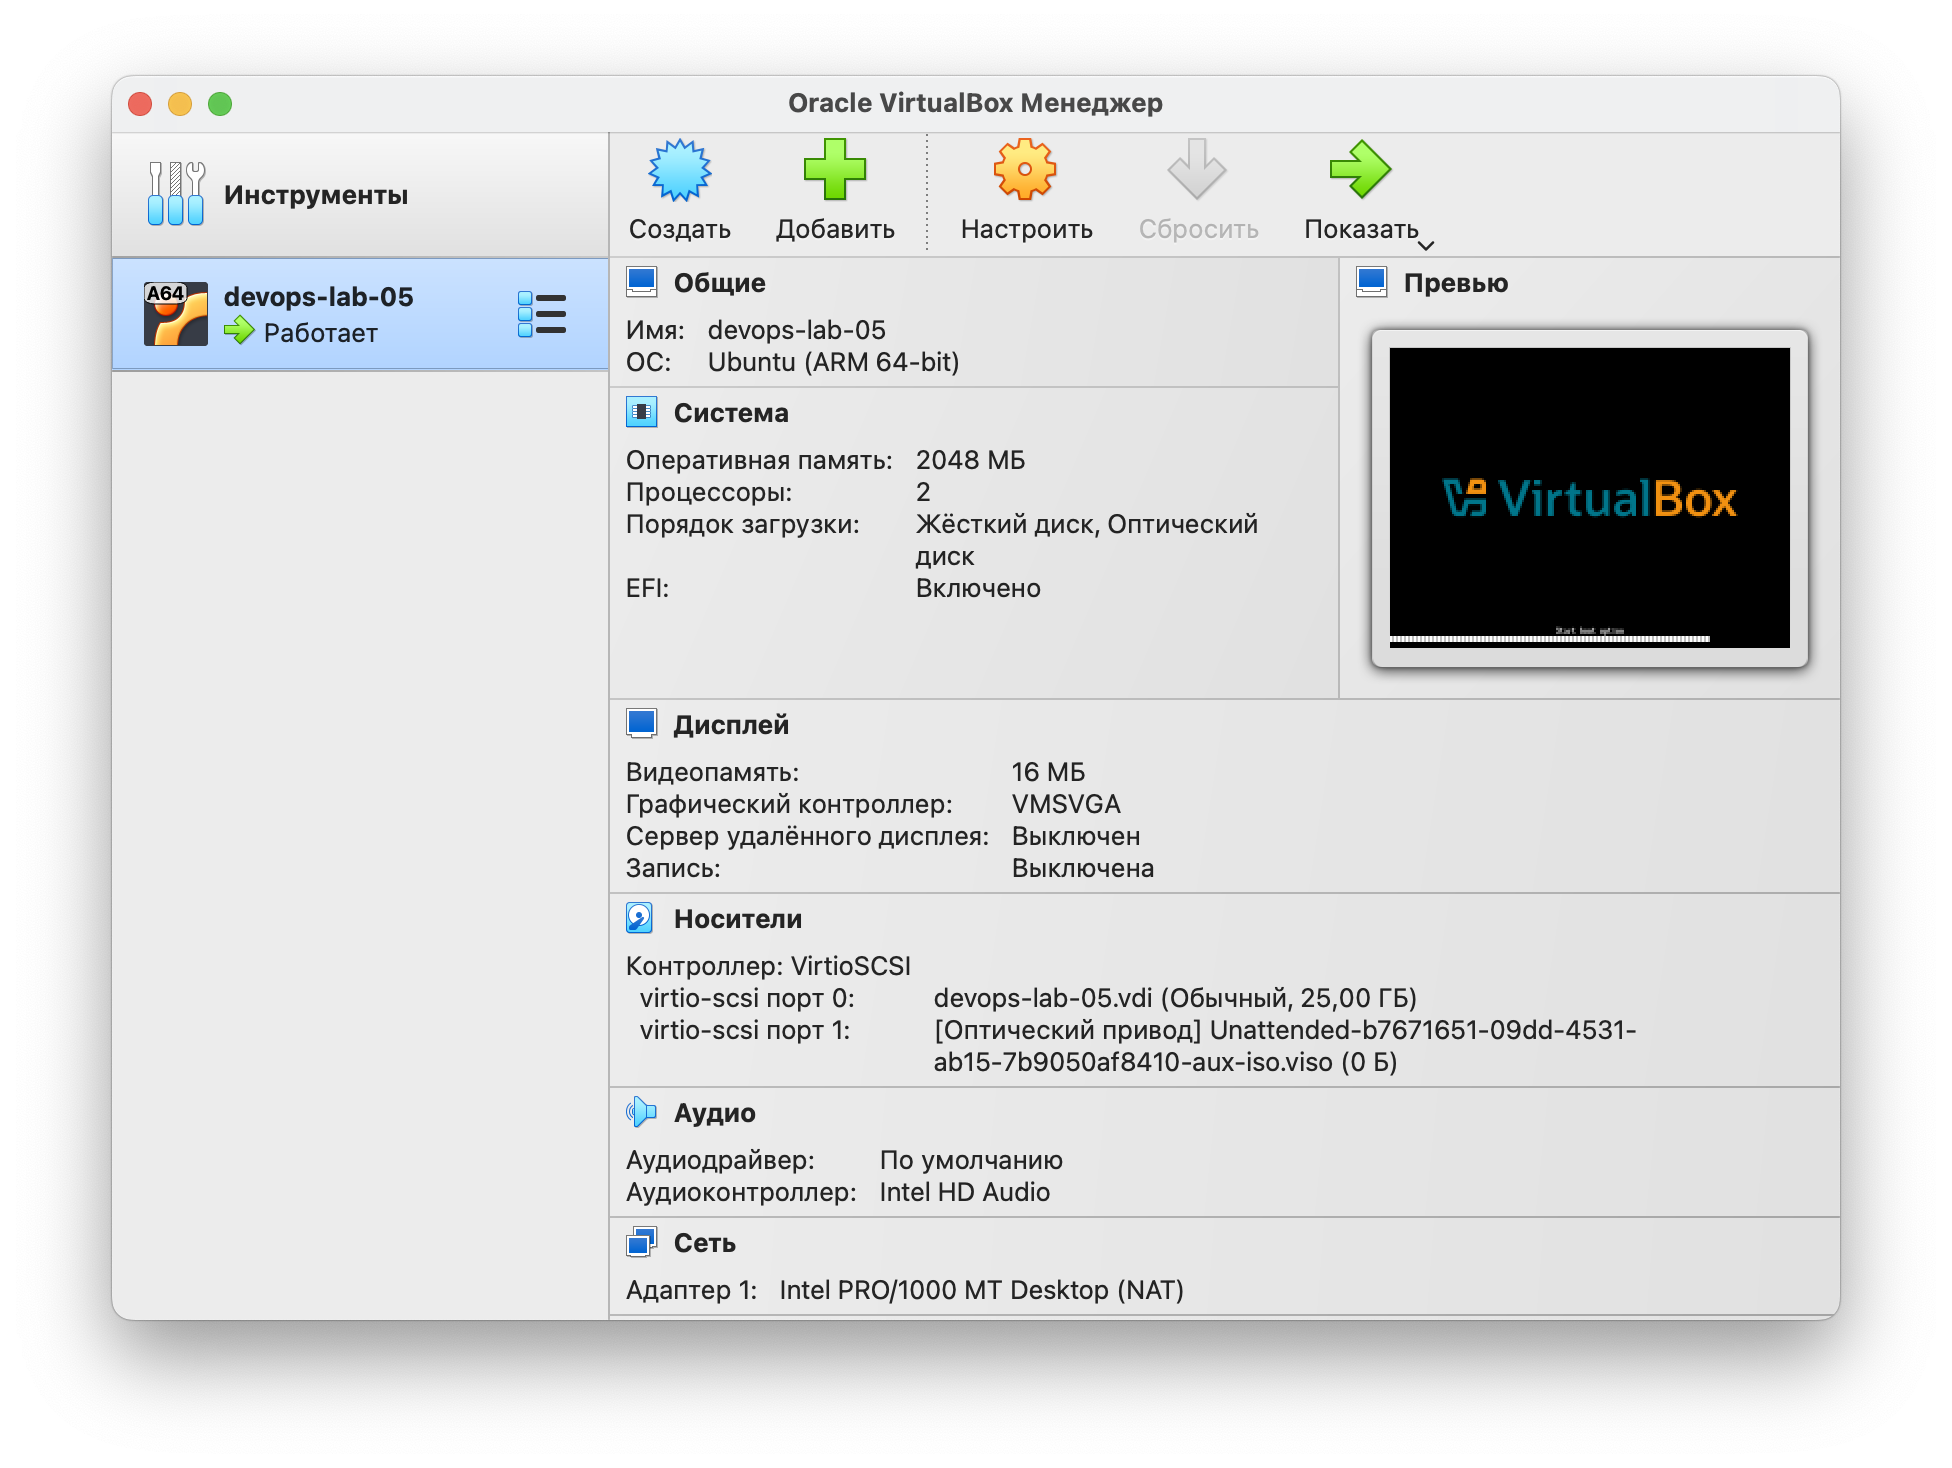 Oracle VirtualBox Менеджер
Инструменты
Создать
Добавить
Настроить
Сбросить
Показать
A64
devops-lab-05
Работает
Общие
Имя: devops-lab-05
ОС: Ubuntu (ARM 64-bit)
Превью
VirtualBox
Start boot option
Система
Оперативная память: 2048 МБ
Процессоры: 2
Порядок загрузки: Жёсткий диск, Оптический
диск
EFI: Включено
Дисплей
Видеопамять: 16 МБ
Графический контроллер: VMSVGA
Сервер удалённого дисплея: Выключен
Запись: Выключена
Носители
Контроллер: VirtioSCSI
virtio-scsi порт 0: devops-lab-05.vdi (Обычный, 25,00 ГБ)
virtio-scsi порт 1: [Оптический привод] Unattended-b7671651-09dd-4531-
ab15-7b9050af8410-aux-iso.viso (0 Б)
Аудио
Аудиодрайвер: По умолчанию
Аудиоконтроллер: Intel HD Audio
Сеть
Адаптер 1: Intel PRO/1000 MT Desktop (NAT)